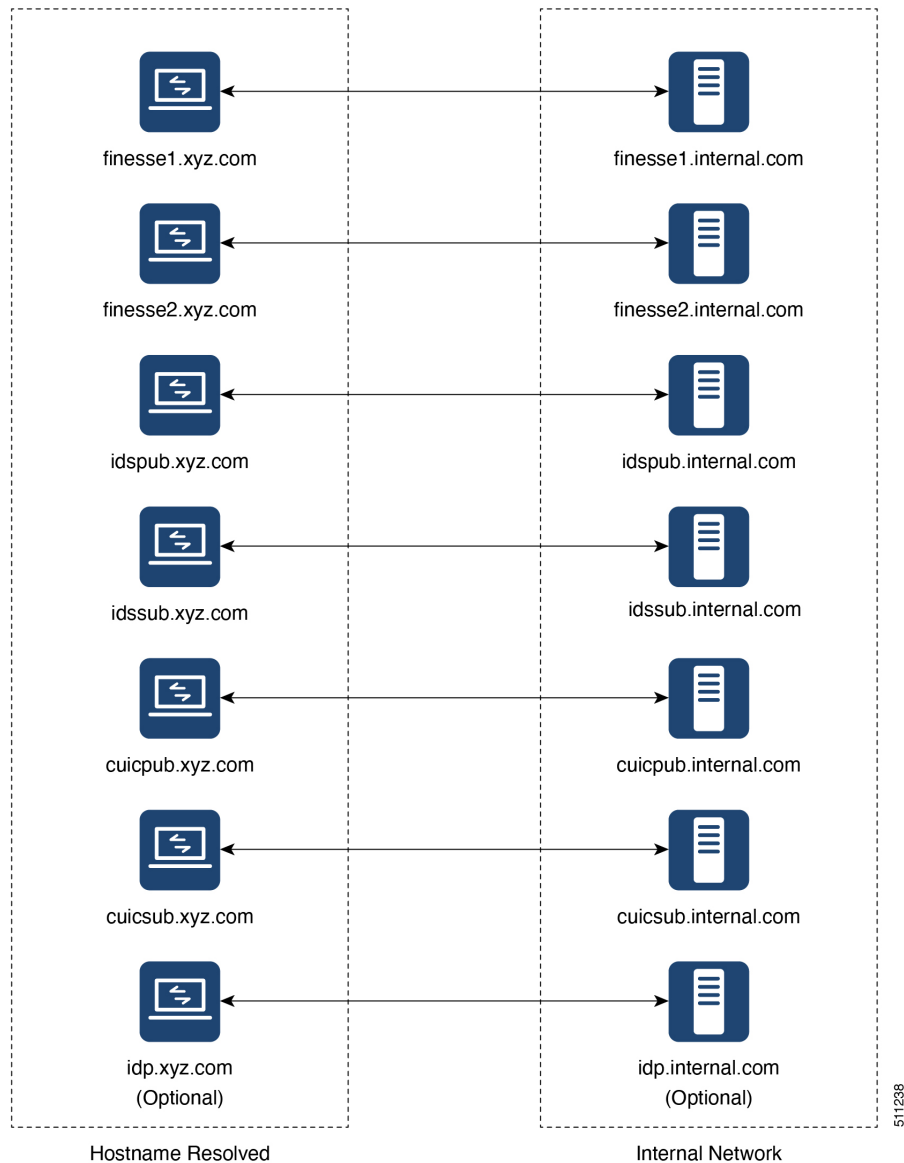 finesse1.xyz.com
finesse1.internal.com
finesse2.xyz.com
finesse2.internal.com
idspub.xyz.com
idspub.internal.com
idssub.xyz.com
idssub.internal.com
cuicpub.xyz.com
cuicpub.internal.com
cuicsub.xyz.com
cuicsub.internal.com
idp.xyz.com
(Optional)
idp.internal.com
(Optional)
Hostname Resolved
Internal Network
511238